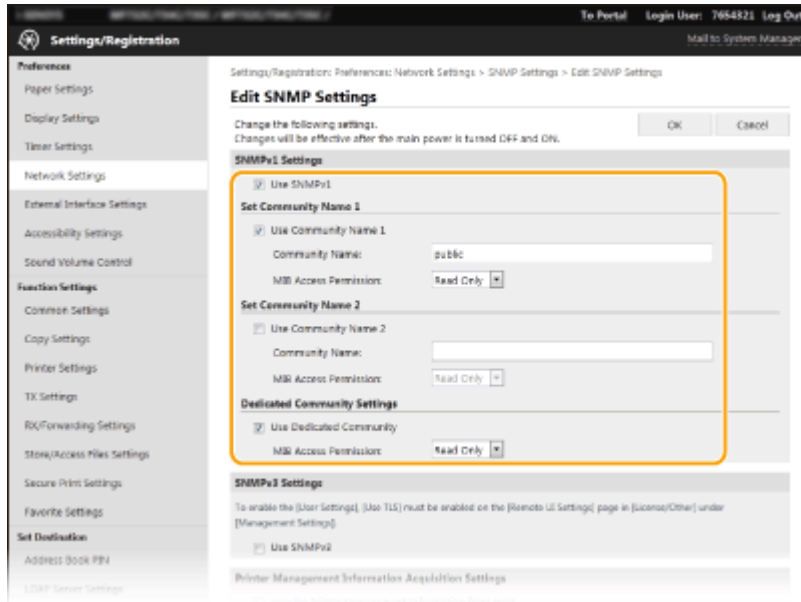 To Portal Login User: 7654321 Log Out
Settings/Registration
Mail to System Manager
Preferences
Paper Settings
Display Settings
Timer Settings
Network Settings
External Interface Settings
Accessibility Settings
Sound Volume Control
Function Settings
Common Settings
Copy Settings
Printer Settings
TX Settings
RX/Forwarding Settings
Store/Access Files Settings
Secure Print Settings
Favorite Settings
Set Destination
Address Book PIN
LDAP Server Settings
Settings/Registration: Preferences: Network Settings > SNMP Settings > Edit SNMP Settings
Edit SNMP Settings
Change the following settings.
Changes will be effective after the main power is turned OFF and ON.
OK Cancel
SNMPv1 Settings
Use SNMPv1
Set Community Name 1
Use Community Name 1
Community Name: public
MIB Access Permission: Read Only
Set Community Name 2
Use Community Name 2
Community Name:
MIB Access Permission: Read Only
Dedicated Community Settings
Use Dedicated Community
MIB Access Permission: Read Only
SNMPv3 Settings
To enable the [User Settings], [Use TLS] must be enabled on the [Remote UI Settings] page in [License/Other] under
[Management Settings].
Use SNMPv3
Printer Management Information Acquisition Settings